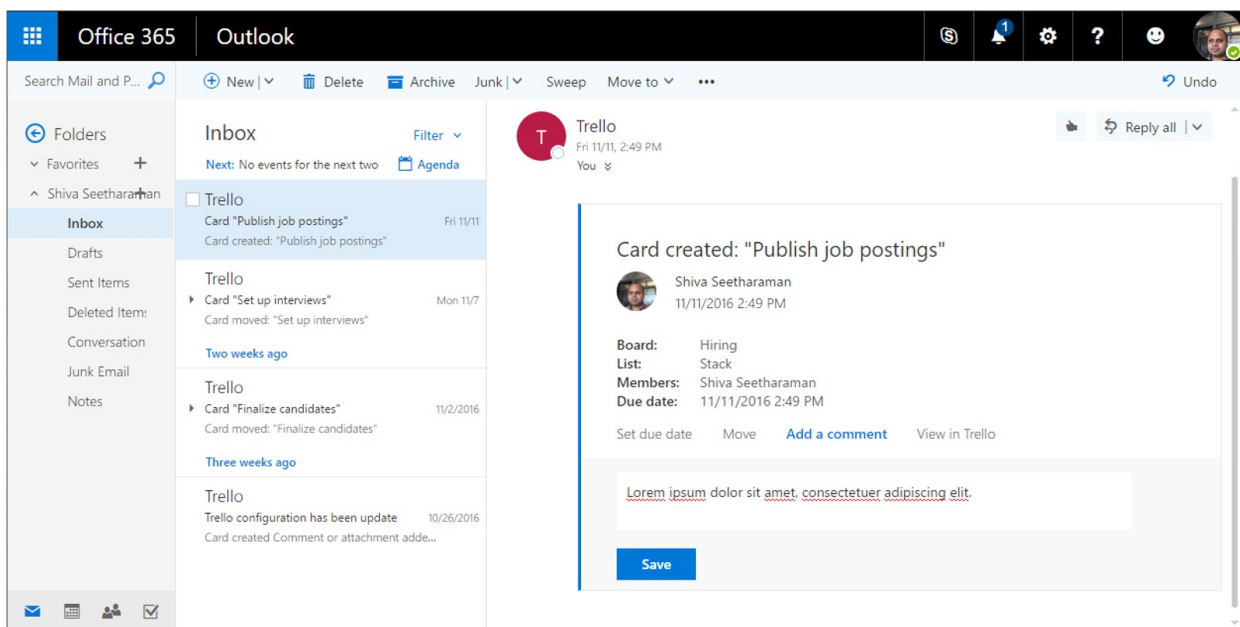 Office 365 Outlook 1 ?
Search Mail and P... New Delete Archive Junk Sweep Move to ... Undo
Folders
Favorites
Shiva Seetharaman
Inbox
Drafts
Sent Items
Deleted Items
Conversation
Junk Email
Notes
Inbox Filter
Next: No events for the next two Agenda
Trello
Card "Publish job postings" Fri 11/11
Card created: "Publish job postings"
Trello
Card "Set up interviews" Mon 11/7
Card moved: "Set up interviews"
Two weeks ago
Trello
Card "Finalize candidates" 11/2/2016
Card moved: "Finalize candidates"
Three weeks ago
Trello
Trello configuration has been update 10/26/2016
Card created Comment or attachment adde...
T
Trello
Fri 11/11, 2:49 PM
You
Reply all
Card created: "Publish job postings"
Shiva Seetharaman
11/11/2016 2:49 PM
Board: Hiring
List: Stack
Members: Shiva Seetharaman
Due date: 11/11/2016 2:49 PM
Set due date Move Add a comment View in Trello
Lorem ipsum dolor sit amet, consectetuer adipiscing elit.
Save